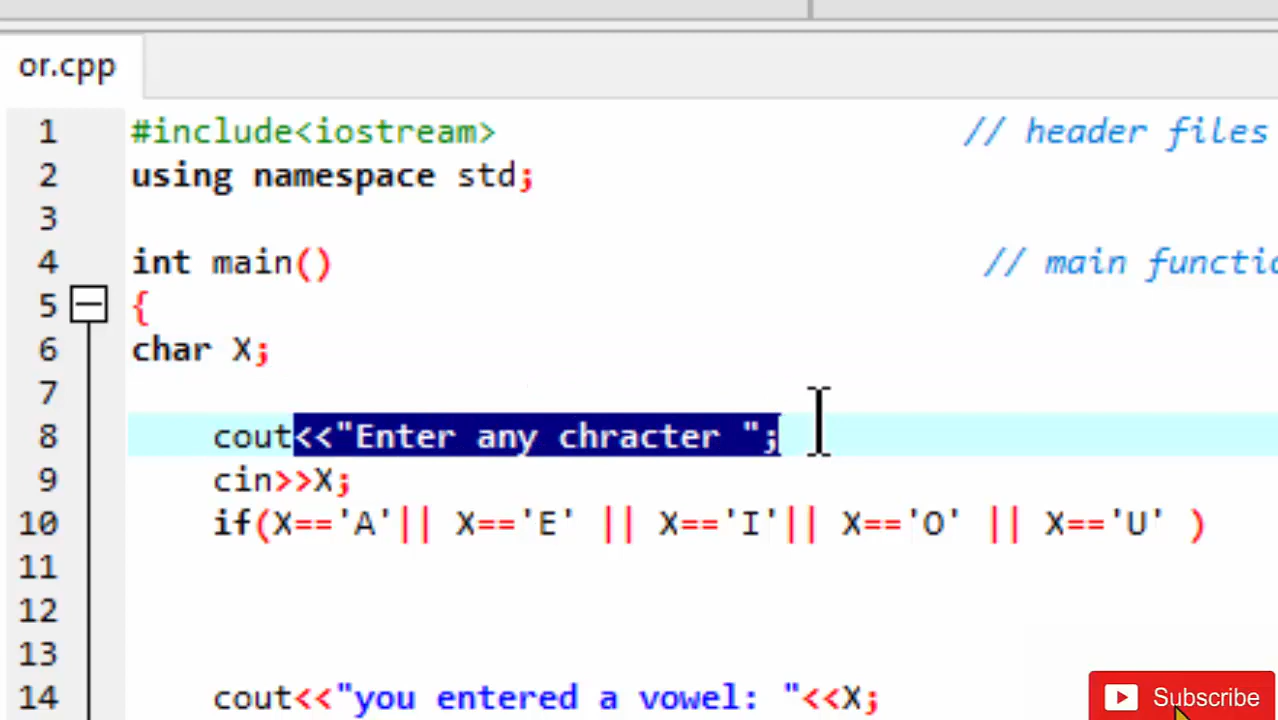 or.cpp
1 #include<iostream> // header files
2 using namespace std;
3
4 int main() // main functio
5 {
6 char X;
7
8 cout<<"Enter any chracter ";
9 cin>>X;
10 if(X=='A'|| X=='E' || X=='I'|| X=='O' || X=='U' )
11
12
13
14 cout<<"you entered a vowel: "<<X;
Subscribe